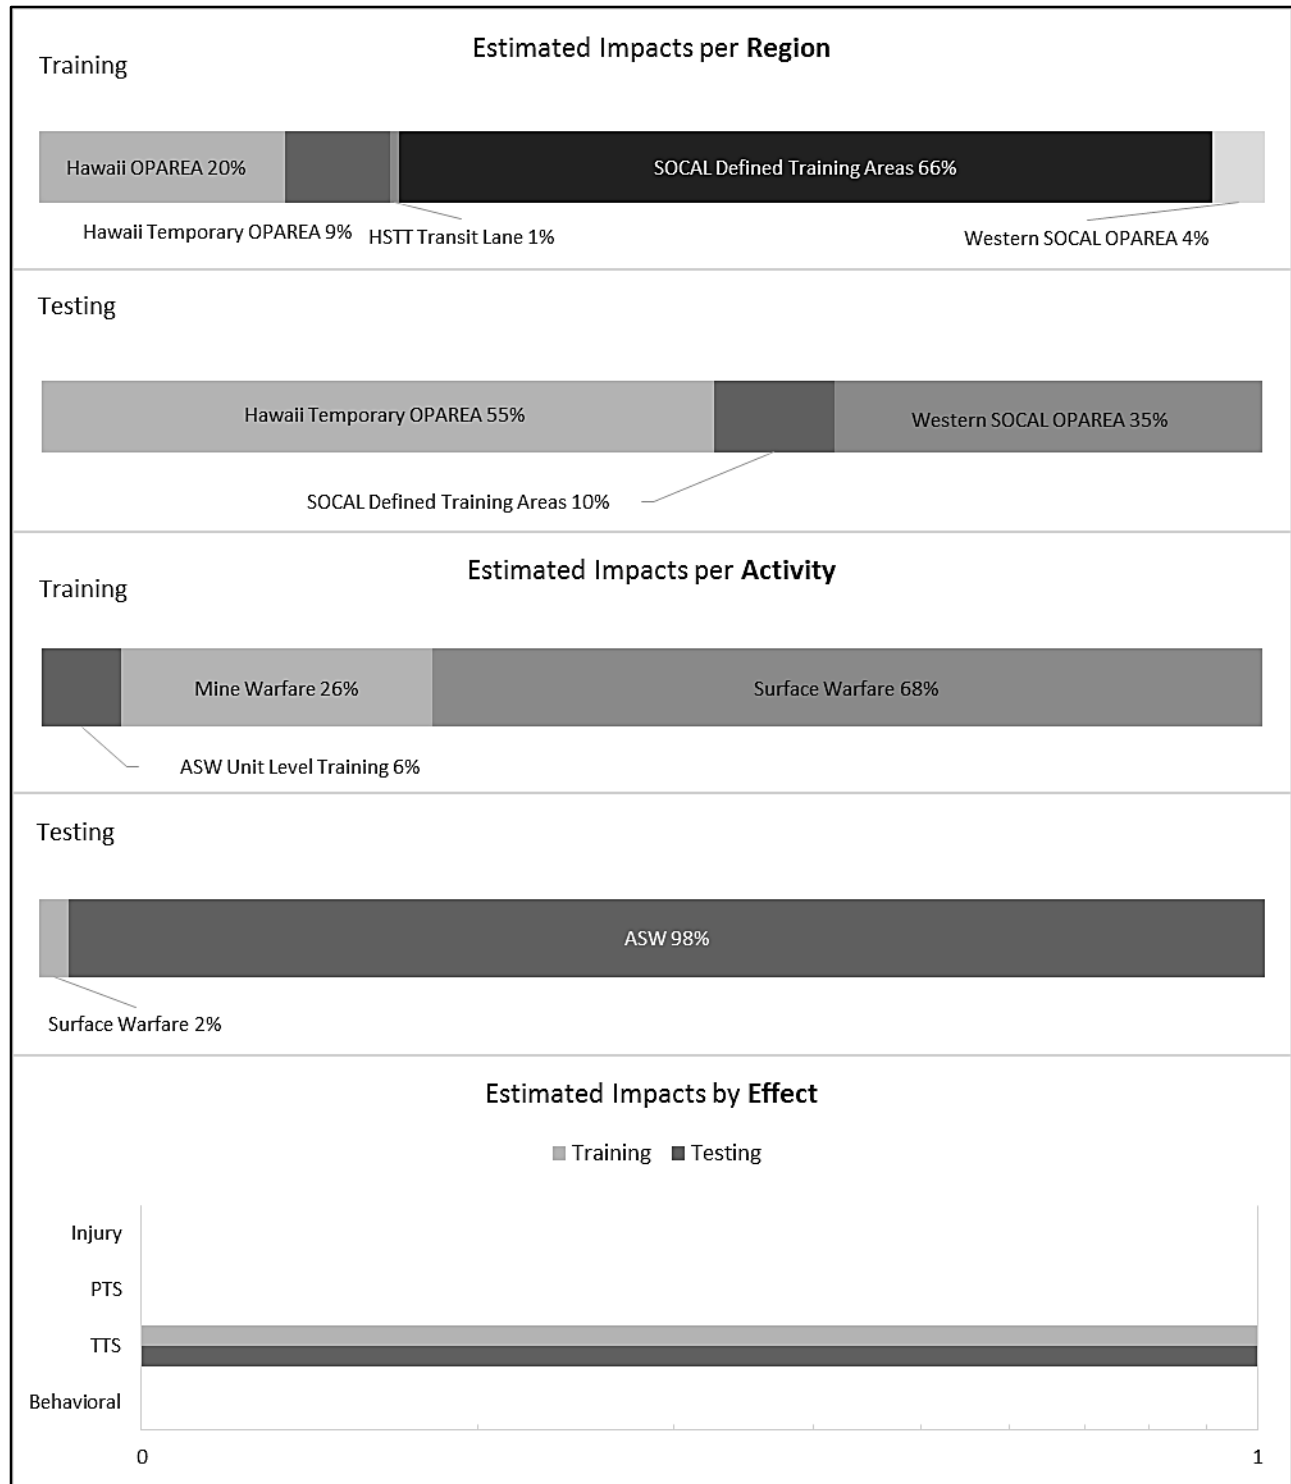 Estimated Impacts per Region
Training
Hawaii OPAREA 20%
SOCAL Defined Training Areas 66%
Hawaii Temporary OPAREA 9%
HSTT Transit Lane 1%
Western SOCAL OPAREA 4%
Testing
Hawaii Temporary OPAREA 55%
Western SOCAL OPAREA 35%
SOCAL Defined Training Areas 10%
Estimated Impacts per Activity
Training
Mine Warfare 26%
Surface Warfare 68%
ASW Unit Level Training 6%
Testing
ASW 98%
Surface Warfare 2%
Estimated Impacts by Effect
Training
Testing
Injury
PTS
TTS
Behavioral
0
1